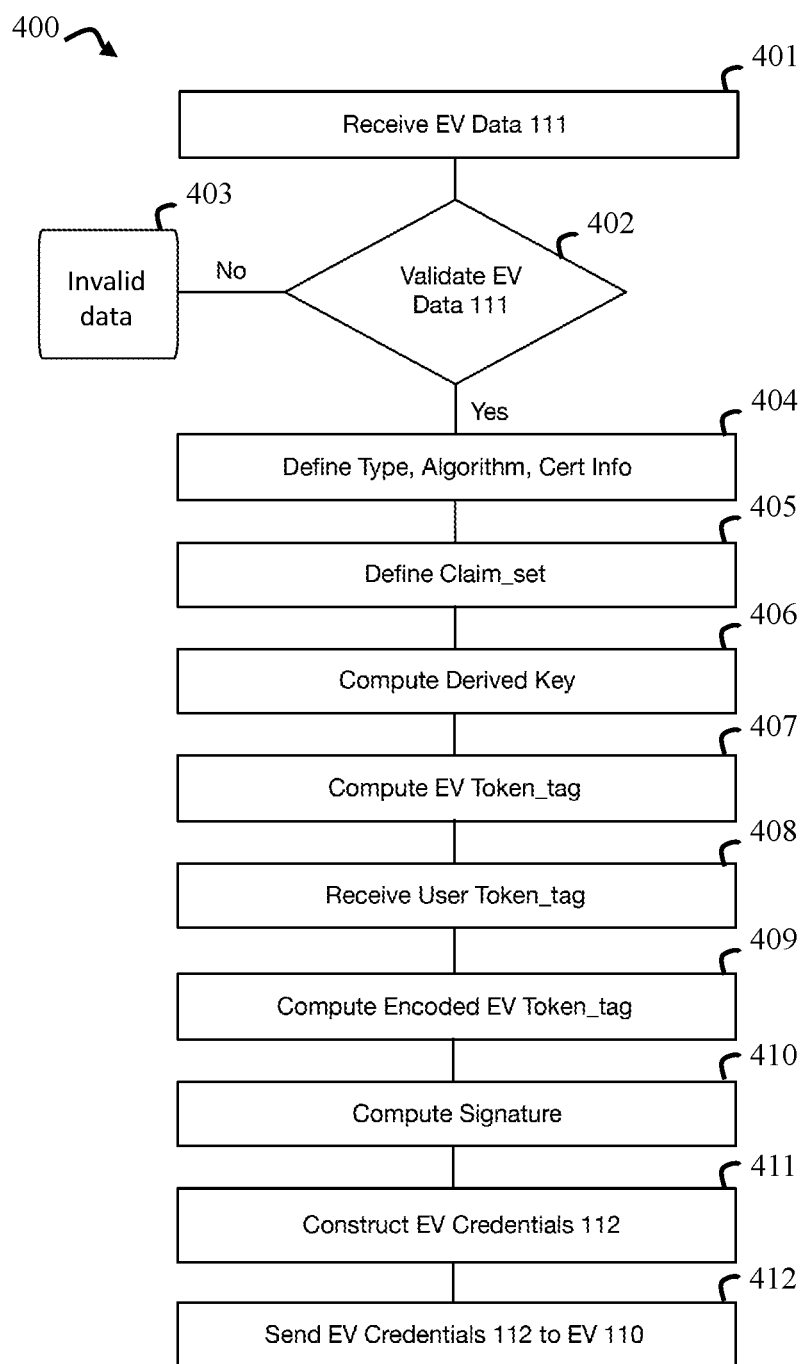 400
401
Receive EV Data 111
403
402
Invalid
data
No
Validate EV
Data 111
Yes
404
Define Type, Algorithm, Cert Info
405
Define Claim_set
406
Compute Derived Key
407
Compute EV Token_tag
408
Receive User Token_tag
409
Compute Encoded EV Token_tag
410
Compute Signature
411
Construct EV Credentials 112
412
Send EV Credentials 112 to EV 110